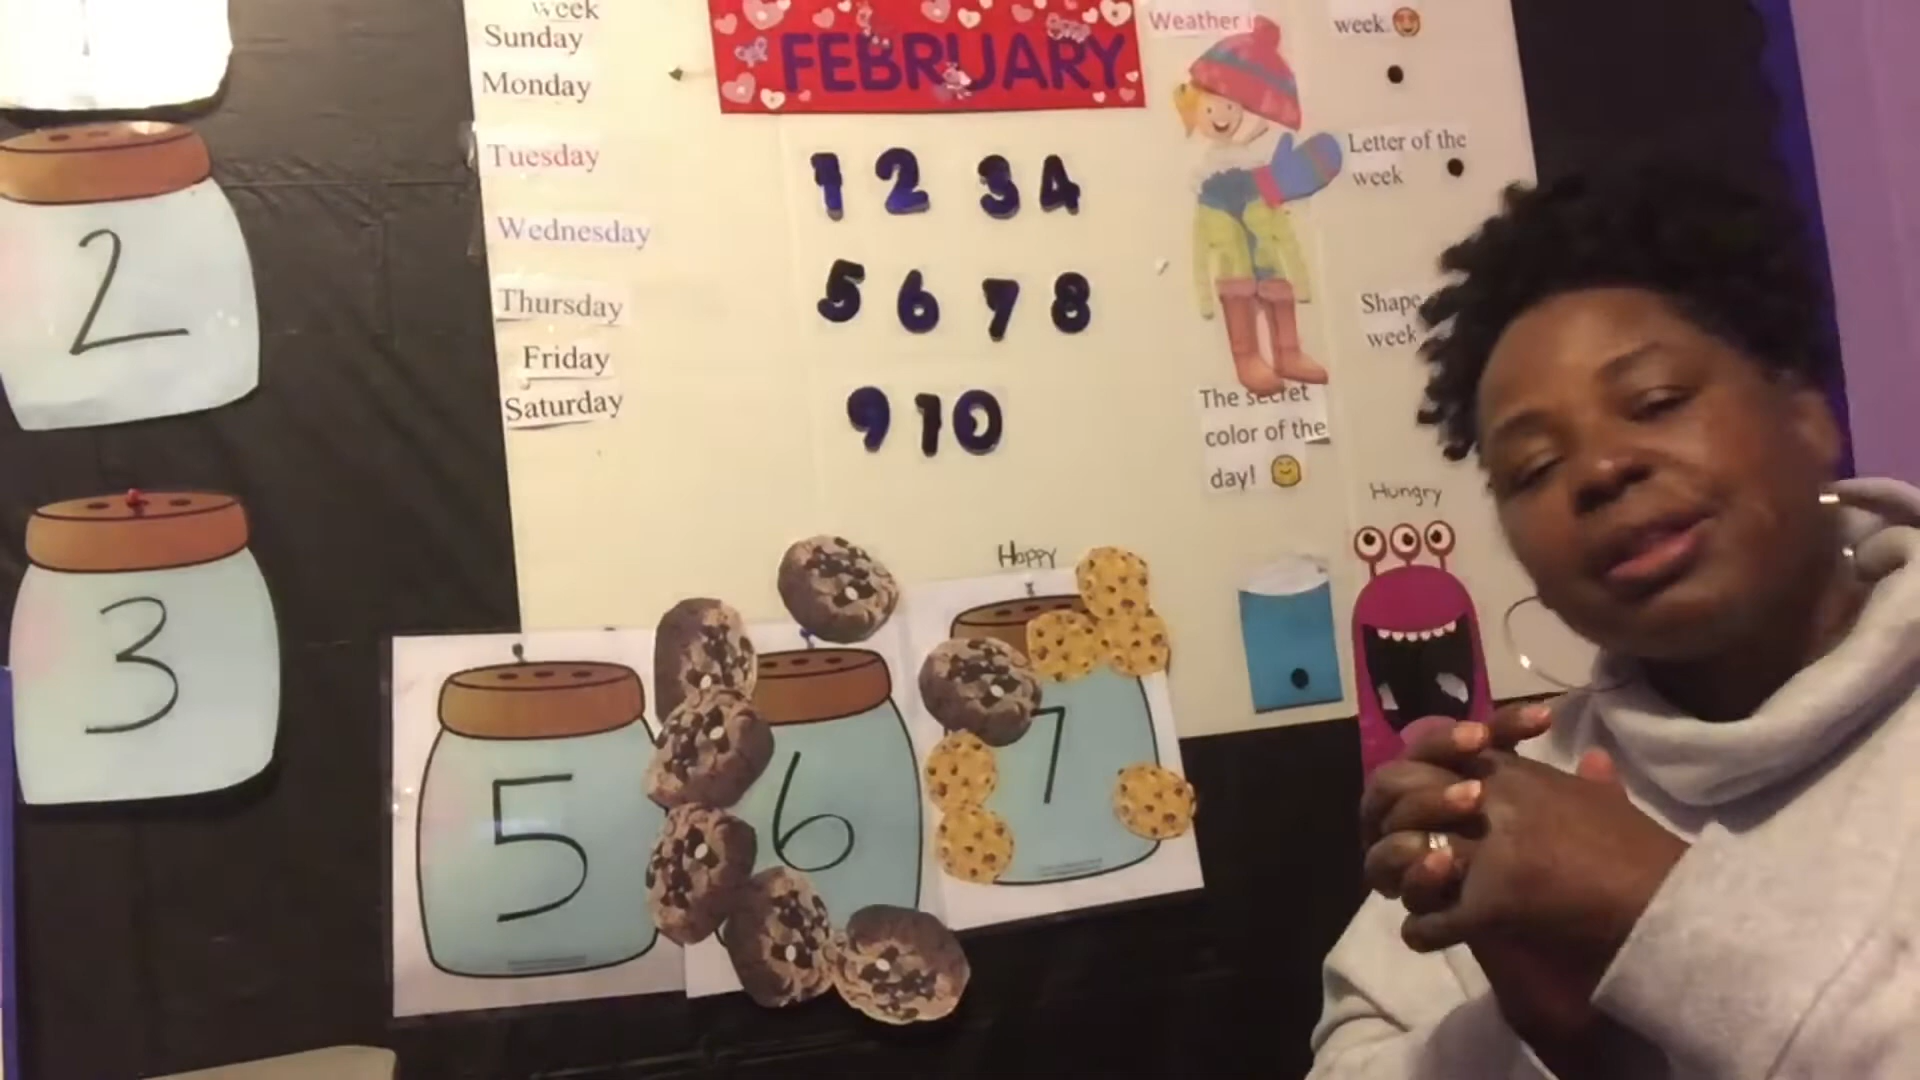 week
Sunday
Monday
Tuesday
Wednesday
Thursday
Friday
Saturday
FEBRUARY
1 2 3 4
5 6 7 8
9 10
Weather
week.
Letter of the
week
Shape
week
The secret
color of the
day!
Hungry
Happy
2
3
5
6
7